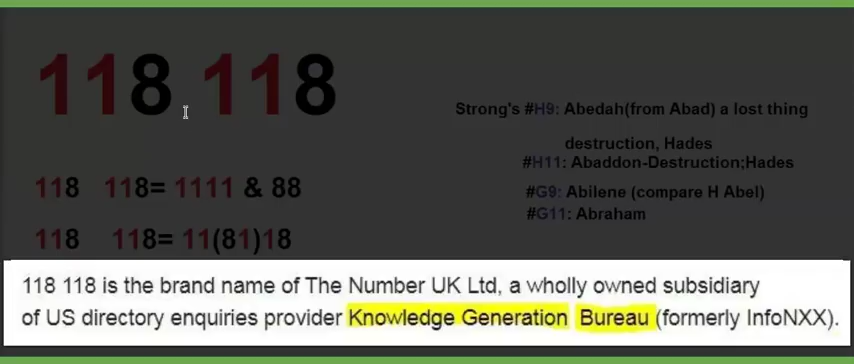 118 118
Strong's #H9: Abedah(from Abad) a lost thing
destruction, Hades
#H11: Abaddon-Destruction;Hades
118 118= 1111 & 88
#G9: Abilene (compare H Abel)
#G11: Abraham
118 118= 11(81)18
118 118 is the brand name of The Number UK Ltd, a wholly owned subsidiary
of US directory enquiries provider Knowledge Generation Bureau (formerly InfoNXX).